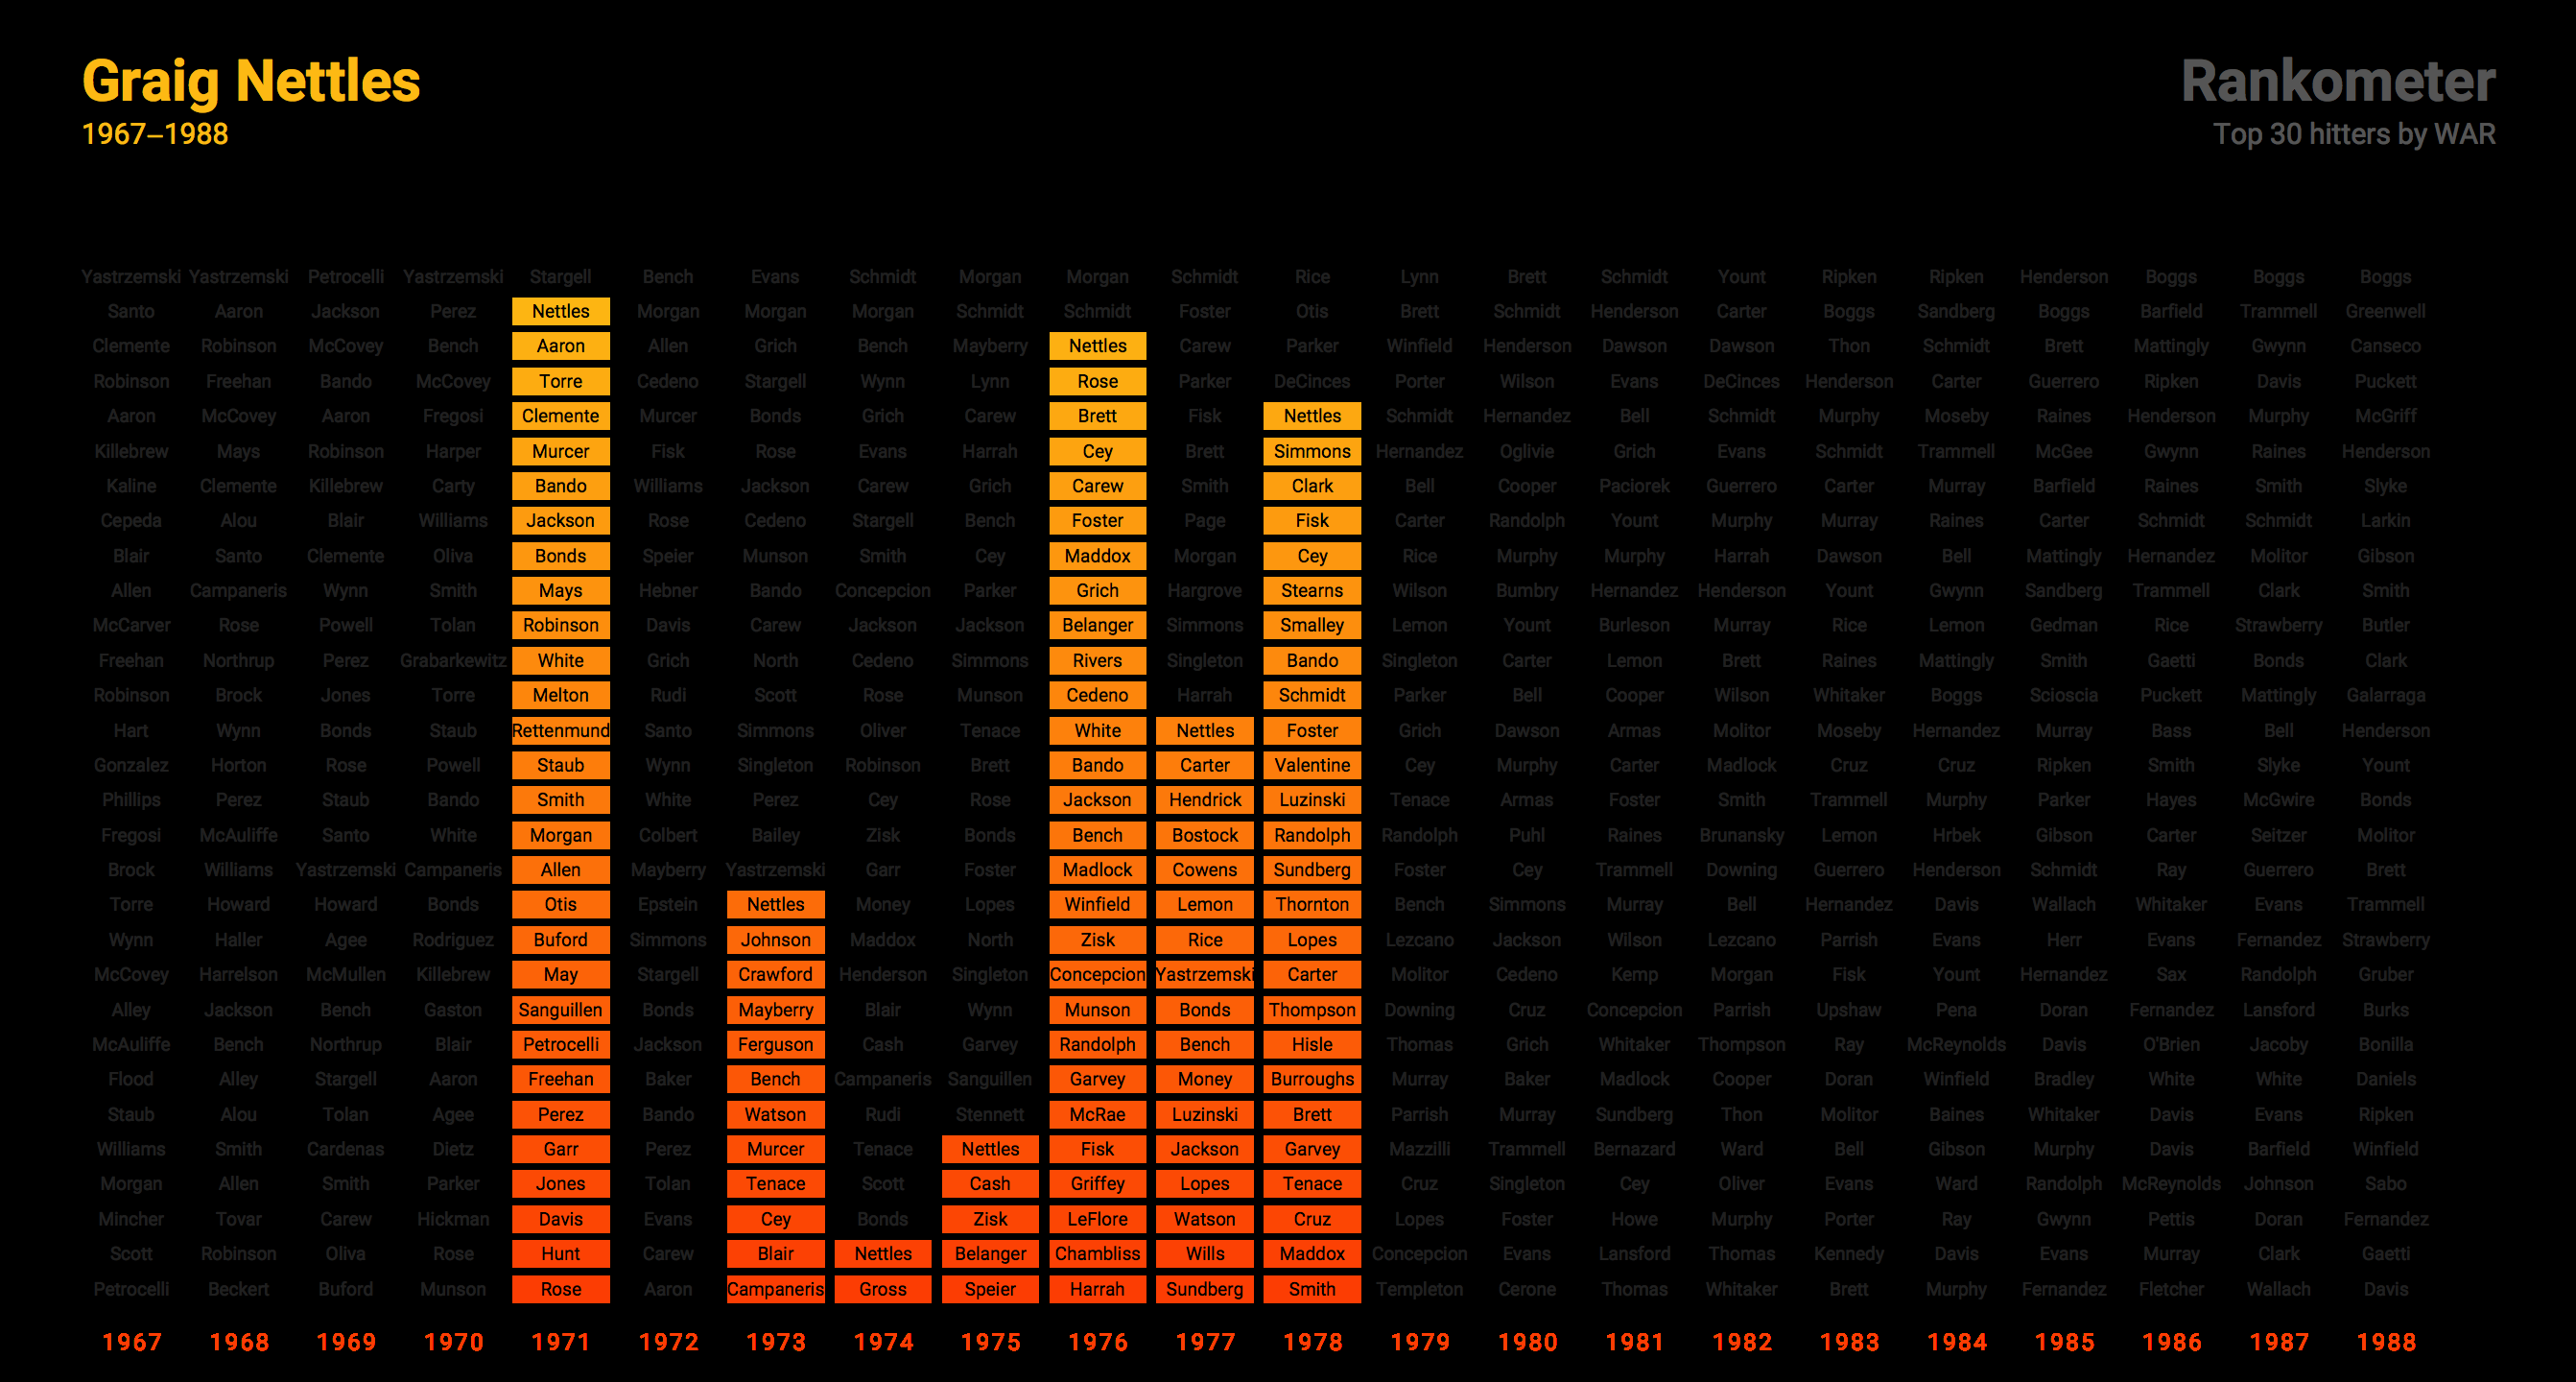 Graig Nettles
1967–1988
Rankometer
Top 30 hitters by WAR
Yastrzemski Yastrzemski Petrocelli Yastrzemski Stargell Bench Evans Schmidt Morgan Morgan Schmidt Rice Lynn Brett Schmidt Yount Ripken Ripken Henderson Boggs Boggs Boggs
Santo Aaron Jackson Perez Nettles Morgan Morgan Morgan Schmidt Schmidt Foster Otis Brett Schmidt Henderson Carter Boggs Sandberg Boggs Barfield Trammell Greenwell
Clemente Robinson McCovey Bench Aaron Allen Grich Bench Mayberry Nettles Carew Parker Winfield Henderson Dawson Dawson Thon Schmidt Brett Mattingly Gwynn Canseco
Robinson Freehan Bando McCovey Torre Cedeno Stargell Wynn Lynn Rose Parker DeCinces Porter Wilson Evans DeCinces Henderson Carter Guerrero Ripken Davis Puckett
Aaron McCovey Aaron Fregosi Clemente Murcer Bonds Grich Carew Brett Fisk Nettles Schmidt Hernandez Bell Schmidt Murphy Moseby Raines Henderson Murphy McGriff
Killebrew Mays Robinson Harper Murcer Fisk Rose Evans Harrah Cey Brett Simmons Hernandez Oglivie Grich Evans Schmidt Trammell McGee Gwynn Raines Henderson
Kaline Clemente Killebrew Carty Bando Williams Jackson Carew Grich Carew Smith Clark Bell Cooper Paciorek Guerrero Carter Murray Barfield Raines Smith Slyke
Cepeda Alou Blair Williams Jackson Rose Cedeno Stargell Bench Foster Page Fisk Carter Randolph Yount Murphy Murray Raines Carter Schmidt Schmidt Larkin
Blair Santo Clemente Oliva Bonds Speier Munson Smith Cey Maddox Morgan Cey Rice Murphy Murphy Harrah Dawson Bell Mattingly Hernandez Molitor Gibson
Allen Campaneris Wynn Smith Mays Hebner Bando Concepcion Parker Grich Hargrove Stearns Wilson Bumbry Hernandez Henderson Yount Gwynn Sandberg Trammell Clark Smith
McCarver Rose Powell Tolan Robinson Davis Carew Jackson Jackson Belanger Simmons Smalley Lemon Yount Burleson Murray Rice Lemon Gedman Rice Strawberry Butler
Freehan Northrup Perez Grabarkewitz White Grich North Cedeno Simmons Rivers Singleton Bando Singleton Carter Lemon Brett Raines Mattingly Smith Gaetti Bonds Clark
Robinson Brock Jones Torre Melton Rudi Scott Rose Munson Cedeno Harrah Schmidt Parker Bell Cooper Wilson Whitaker Boggs Scioscia Puckett Mattingly Galarraga
Hart Wynn Bonds Staub Rettenmund Santo Simmons Oliver Tenace White Nettles Foster Grich Dawson Armas Molitor Moseby Hernandez Murray Bass Bell Henderson
Gonzalez Horton Rose Powell Staub Wynn Singleton Robinson Brett Bando Carter Valentine Cey Murphy Carter Madlock Cruz Cruz Ripken Smith Slyke Yount
Phillips Perez Staub Bando Smith White Perez Cey Rose Jackson Hendrick Luzinski Tenace Armas Foster Smith Trammell Murphy Parker Hayes McGwire Bonds
Fregosi McAuliffe Santo White Morgan Colbert Bailey Zisk Bonds Bench Bostock Randolph Randolph Puhl Raines Brunansky Lemon Hrbek Gibson Carter Seitzer Molitor
Brock Williams Yastrzemski Campaneris Allen Mayberry Yastrzemski Garr Foster Madlock Cowens Sundberg Foster Cey Trammell Downing Guerrero Henderson Schmidt Ray Guerrero Brett
Torre Howard Howard Bonds Otis Epstein Nettles Money Lopes Winfield Lemon Thornton Bench Simmons Murray Bell Hernandez Davis Wallach Whitaker Evans Trammell
Wynn Haller Agee Rodriguez Buford Simmons Johnson Maddox North Zisk Rice Lopes Lezcano Jackson Wilson Lezcano Parrish Evans Herr Evans Fernandez Strawberry
McCovey Harrelson McMullen Killebrew May Stargell Crawford Henderson Singleton Concepcion Yastrzemski Carter Molitor Cedeno Kemp Morgan Fisk Yount Hernandez Sax Randolph Gruber
Alley Jackson Bench Gaston Sanguillen Bonds Mayberry Blair Wynn Munson Bonds Thompson Downing Cruz Concepcion Parrish Upshaw Pena Doran Fernandez Lansford Burks
McAuliffe Bench Northrup Blair Petrocelli Jackson Ferguson Cash Garvey Randolph Bench Hisle Thomas Grich Whitaker Thompson Ray McReynolds Davis O'Brien Jacoby Bonilla
Flood Alley Stargell Aaron Freehan Baker Bench Campaneris Sanguillen Garvey Money Burroughs Murray Baker Madlock Cooper Doran Winfield Bradley White White Daniels
Staub Alou Tolan Agee Perez Bando Watson Rudi Stennett McRae Luzinski Brett Parrish Murray Sundberg Thon Molitor Baines Whitaker Davis Evans Ripken
Williams Smith Cardenas Dietz Garr Perez Murcer Tenace Nettles Fisk Jackson Garvey Mazzilli Trammell Bernazard Ward Bell Gibson Murphy Davis Barfield Winfield
Morgan Allen Smith Parker Jones Tolan Tenace Scott Cash Griffey Lopes Tenace Cruz Singleton Cey Oliver Evans Ward Randolph McReynolds Johnson Sabo
Mincher Tovar Carew Hickman Davis Evans Cey Bonds Zisk LeFlore Watson Cruz Lopes Foster Howe Murphy Porter Ray Gwynn Pettis Doran Fernandez
Scott Robinson Oliva Rose Hunt Carew Blair Nettles Belanger Chambliss Wills Maddox Concepcion Evans Lansford Thomas Kennedy Davis Evans Murray Clark Gaetti
Petrocelli Beckert Buford Munson Rose Aaron Campaneris Gross Speier Harrah Sundberg Smith Templeton Cerone Thomas Whitaker Brett Murphy Fernandez Fletcher Wallach Davis
1967 1968 1969 1970 1971 1972 1973 1974 1975 1976 1977 1978 1979 1980 1981 1982 1983 1984 1985 1986 1987 1988